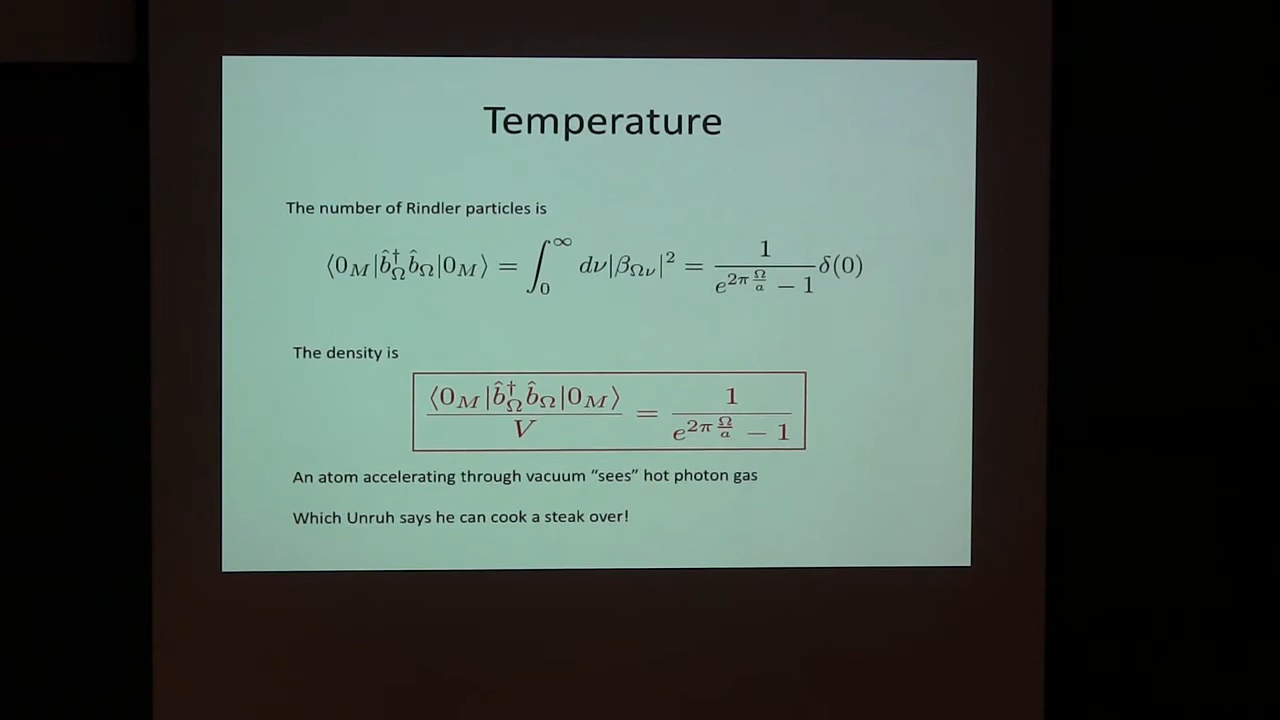 Temperature
The number of Rindler particles is
⟨0_M|b̂†_Ω b̂_Ω|0_M⟩ = ∫_0^∞ dν|β_Ων|² = 1/(e^{2π Ω/a} − 1) δ(0)
The density is
⟨0_M|b̂†_Ω b̂_Ω|0_M⟩/V = 1/(e^{2π Ω/a} − 1)
An atom accelerating through vacuum “sees” hot photon gas
Which Unruh says he can cook a steak over!